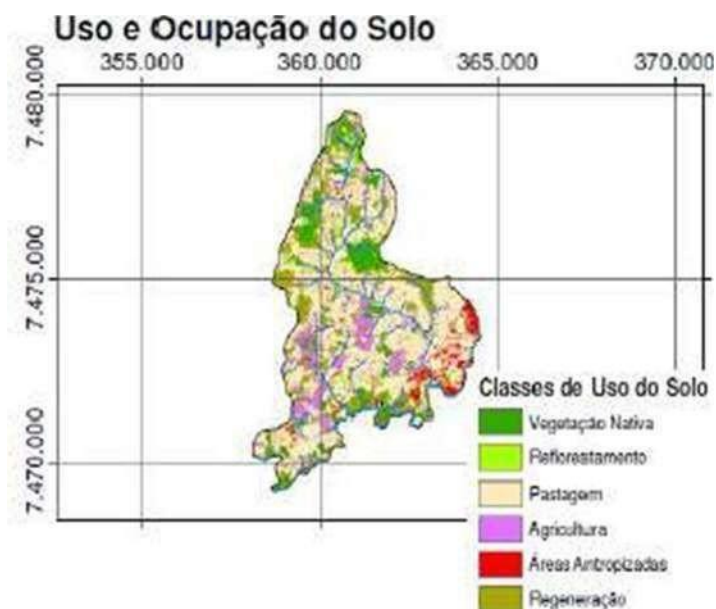 Uso e Ocupação do Solo
355.000 360.000 365.000 370.000
7.480.000
7.475.000
7.470.000
Classes de Uso do Solo
Vegetação Nativa
Reflorestamento
Pastagem
Agricultura
Áreas Antropizadas
Regeneração